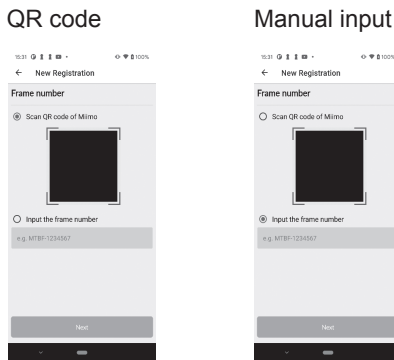 QR code
15:31 100%
← New Registration
Frame number
Scan QR code of Miimo
Input the frame number
e.g. MTBF-1234567
Next
Manual input
15:31 100%
← New Registration
Frame number
Scan QR code of Miimo
Input the frame number
e.g. MTBF-1234567
Next